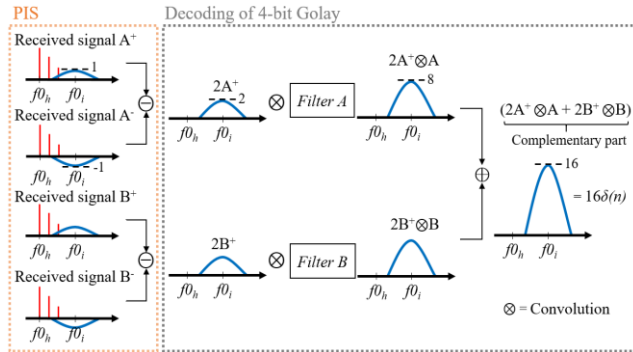 PIS
Decoding of 4-bit Golay
Received signal A⁺
1
f0ₕ f0ᵢ
Received signal A⁻
-1
f0ₕ f0ᵢ
Received signal B⁺
f0ₕ f0ᵢ
Received signal B⁻
f0ₕ f0ᵢ
2A⁺
2
f0ₕ f0ᵢ
⊗
Filter A
2A⁺⊗A
8
f0ₕ f0ᵢ
2B⁺
f0ₕ f0ᵢ
⊗
Filter B
2B⁺⊗B
f0ₕ f0ᵢ
(2A⁺⊗A + 2B⁺⊗B)
Complementary part
16
= 16δ(n)
f0ₕ f0ᵢ
⊗ = Convolution